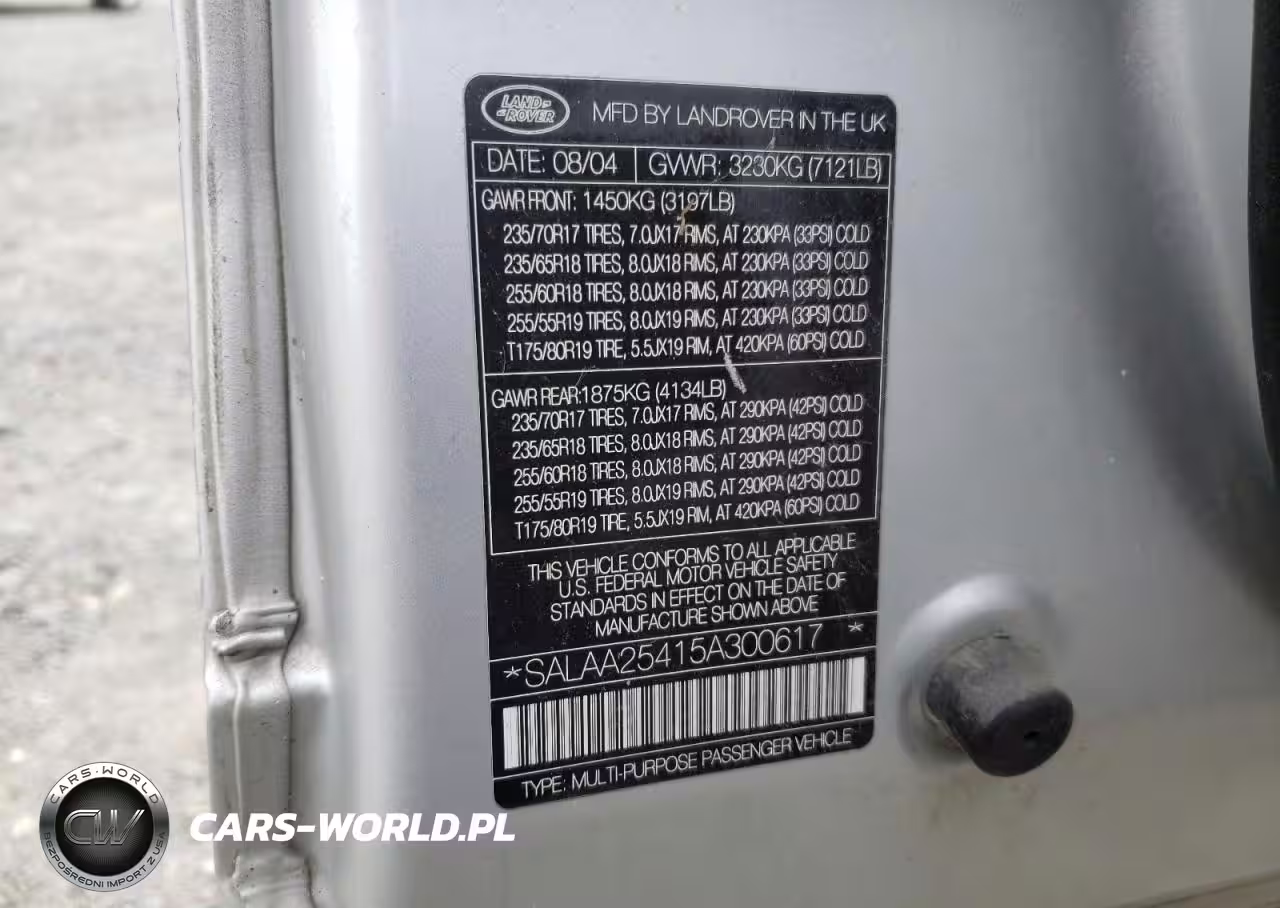 LAND-
-ROVER
MFD BY LANDROVER IN THE UK
DATE: 08/04 GVWR: 3230KG (7121LB)
GAWR FRONT: 1450KG (3197LB)
235/70R17 TIRES, 7.0JX17 RIMS, AT 230KPA (33PSI) COLD
235/65R18 TIRES, 8.0JX18 RIMS, AT 230KPA (33PSI) COLD
255/60R18 TIRES, 8.0JX18 RIMS, AT 230KPA (33PSI) COLD
255/55R19 TIRES, 8.0JX19 RIMS, AT 230KPA (33PSI) COLD
T175/80R19 TIRE, 5.5JX19 RIM, AT 420KPA (60PSI) COLD
GAWR REAR:1875KG (4134LB)
235/70R17 TIRES, 7.0JX17 RIMS, AT 290KPA (42PSI) COLD
235/65R18 TIRES, 8.0JX18 RIMS, AT 290KPA (42PSI) COLD
255/60R18 TIRES, 8.0JX18 RIMS, AT 290KPA (42PSI) COLD
255/55R19 TIRES, 8.0JX19 RIMS, AT 290KPA (42PSI) COLD
T175/80R19 TIRE, 5.5JX19 RIM, AT 420KPA (60PSI) COLD
THIS VEHICLE CONFORMS TO ALL APPLICABLE
U.S. FEDERAL MOTOR VEHICLE SAFETY
STANDARDS IN EFFECT ON THE DATE OF
MANUFACTURE SHOWN ABOVE
*SALAA25415A300617 *
TYPE: MULTI-PURPOSE PASSENGER VEHICLE
CARS-WORLD
CW
BEZPOŚREDNI IMPORT Z USA
CARS-WORLD.PL